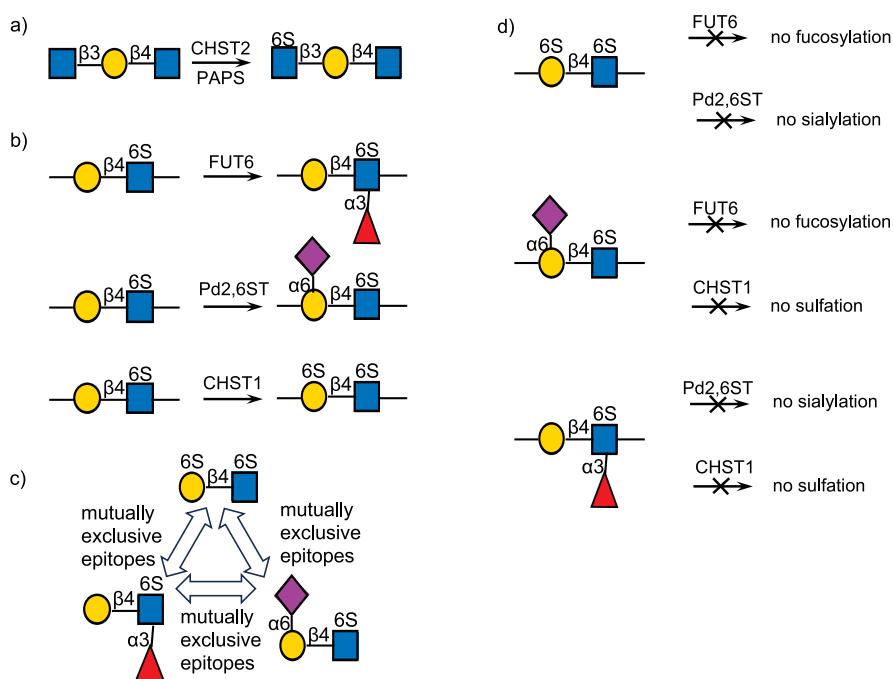 a)
6S
β3 β4 CHST2 β3 β4
PAPS
b)
6S 6S
β4 FUT6 β4
α3
6S 6S
β4 Pd2,6ST α6 β4
6S 6S 6S
β4 CHST1 β4
c)
6S 6S
β4
mutually
exclusive
epitopes
mutually
exclusive
epitopes
6S
β4
α3
mutually
exclusive
epitopes
6S
α6 β4
d)
6S 6S
β4
FUT6
no fucosylation
Pd2,6ST
no sialylation
6S
α6 β4
FUT6
no fucosylation
CHST1
no sulfation
6S
β4
α3
Pd2,6ST
no sialylation
CHST1
no sulfation